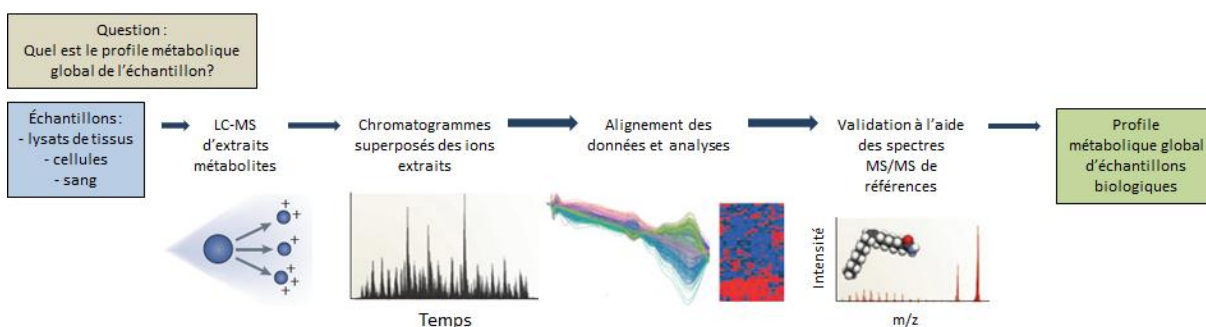 Question :
Quel est le profile métabolique
global de l'échantillon?
Échantillons :
- lysats de tissus
- cellules
- sang
LC-MS
d'extraits
métabolites
Chromatogrammes
superposés des ions
extraits
Alignement des
données et analyses
Validation à l'aide
des spectres
MS/MS de
références
Profile
métabolique global
d'échantillons
biologiques
+
+
+
+
+
Temps
Intensité
m/z